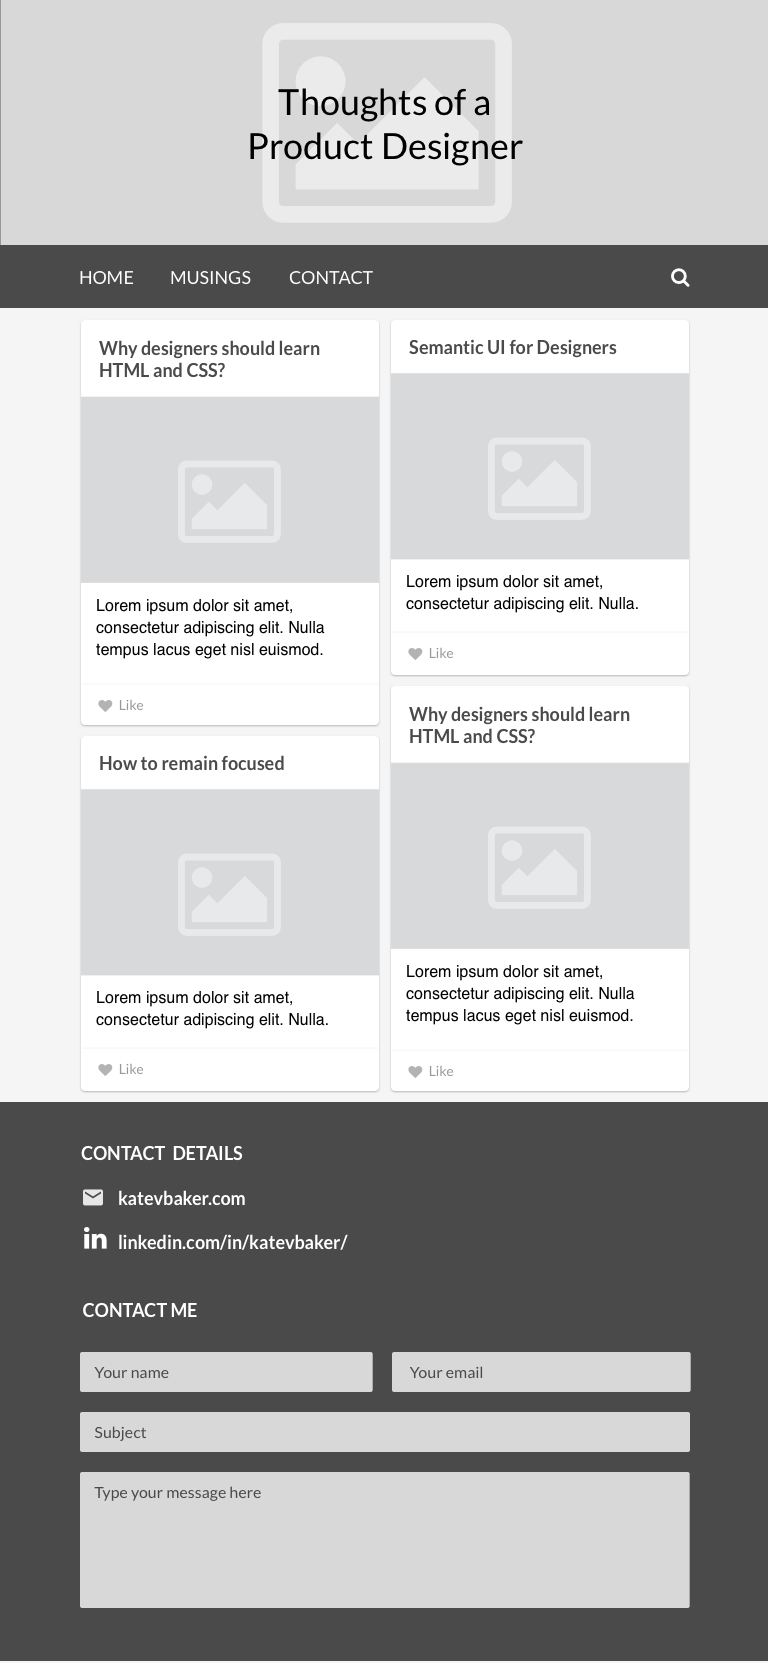 Thoughts of a
Product Designer
HOME MUSINGS CONTACT
Why designers should learn
HTML and CSS?
Lorem ipsum dolor sit amet,
consectetur adipiscing elit. Nulla
tempus lacus eget nisl euismod.
Like
How to remain focused
Lorem ipsum dolor sit amet,
consectetur adipiscing elit. Nulla.
Like
Semantic UI for Designers
Lorem ipsum dolor sit amet,
consectetur adipiscing elit. Nulla.
Like
Why designers should learn
HTML and CSS?
Lorem ipsum dolor sit amet,
consectetur adipiscing elit. Nulla
tempus lacus eget nisl euismod.
Like
CONTACT DETAILS
katevbaker.com
in linkedin.com/in/katevbaker/
CONTACT ME
Your name
Your email
Subject
Type your message here